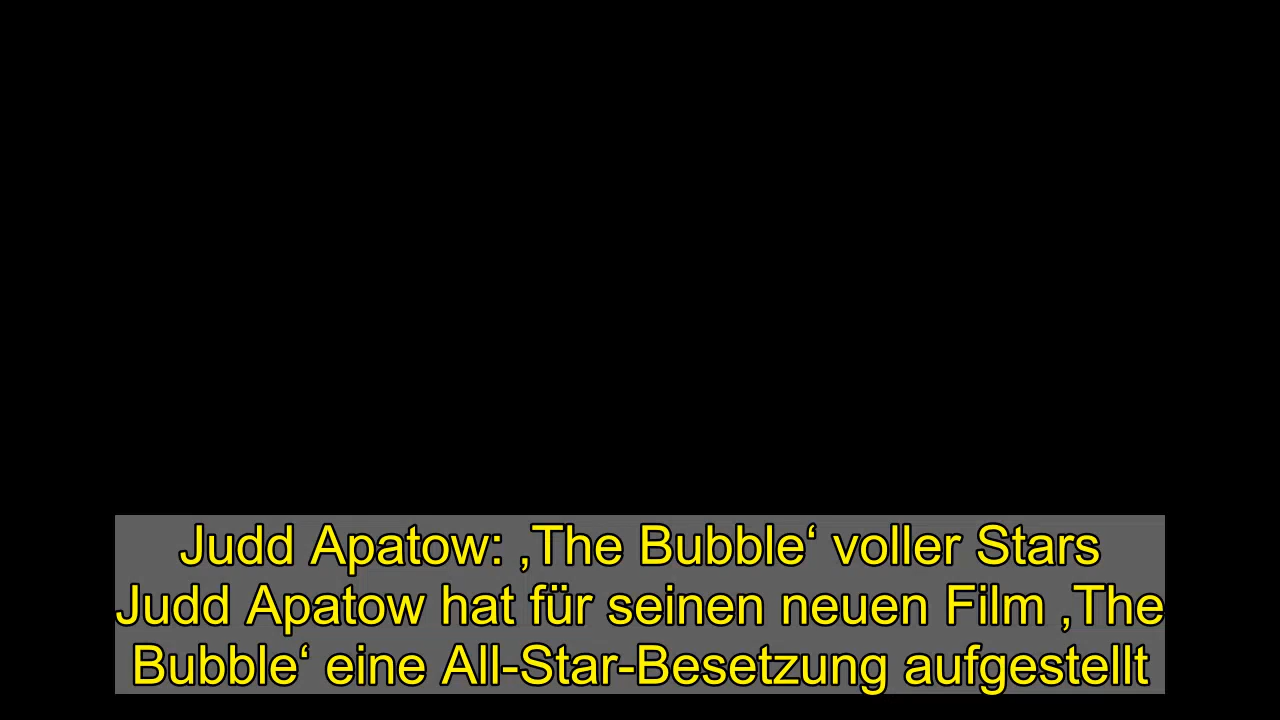 Judd Apatow: ‚The Bubble‘ voller Stars
Judd Apatow hat für seinen neuen Film ‚The
Bubble‘ eine All-Star-Besetzung aufgestellt